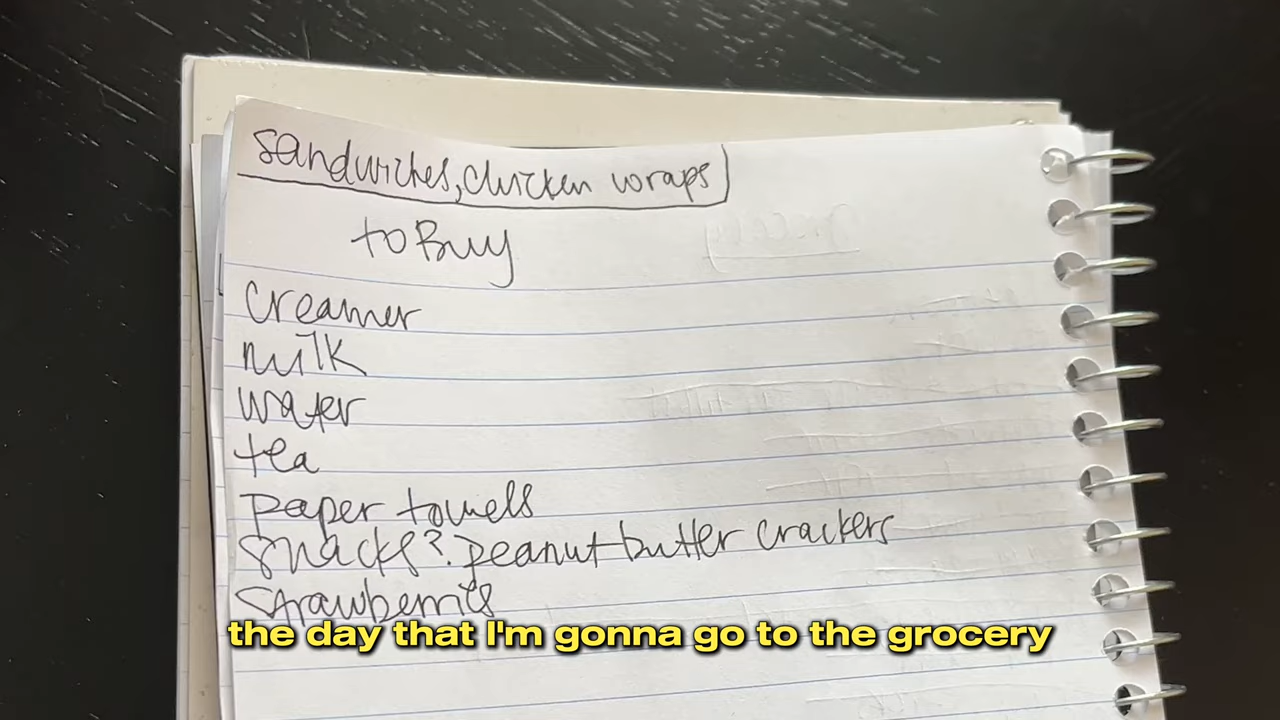 sandwiches, chicken wraps
to Buy
creamer
milk
water
tea
paper towels
snacks? peanut butter crackers
strawberries
the day that I'm gonna go to the grocery